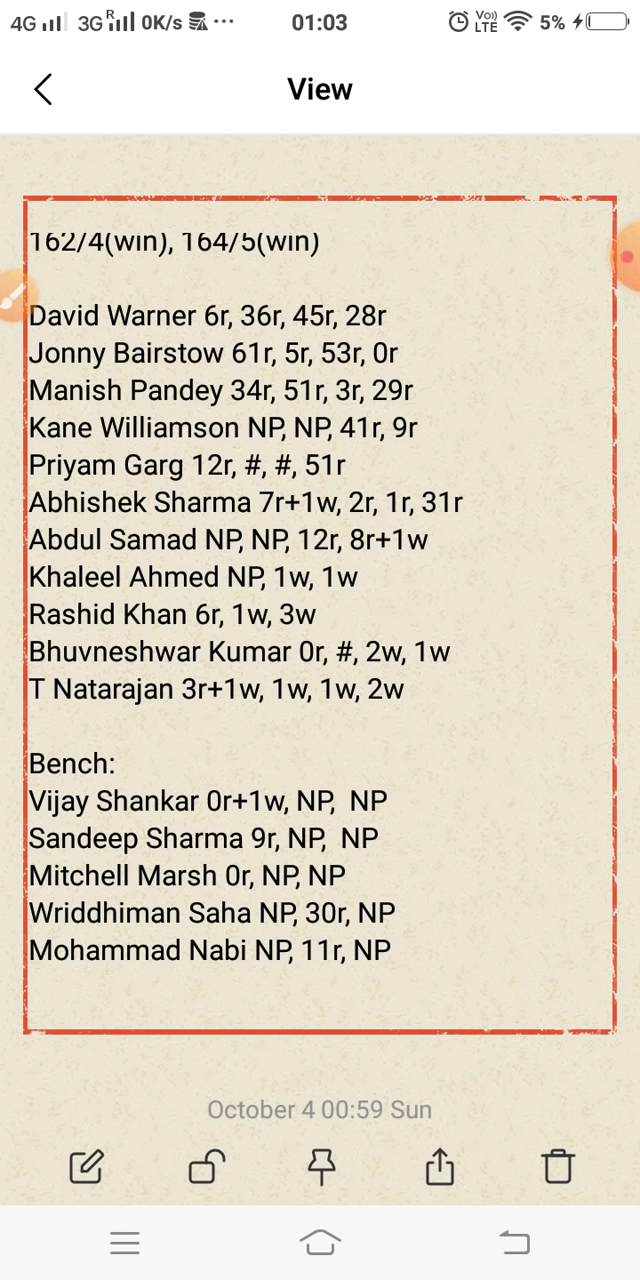 4G 3G R 0K/s ... 01:03 Vo)) LTE 5%
View
162/4(win), 164/5(win)
David Warner 6r, 36r, 45r, 28r
Jonny Bairstow 61r, 5r, 53r, 0r
Manish Pandey 34r, 51r, 3r, 29r
Kane Williamson NP, NP, 41r, 9r
Priyam Garg 12r, #, #, 51r
Abhishek Sharma 7r+1w, 2r, 1r, 31r
Abdul Samad NP, NP, 12r, 8r+1w
Khaleel Ahmed NP, 1w, 1w
Rashid Khan 6r, 1w, 3w
Bhuvneshwar Kumar 0r, #, 2w, 1w
T Natarajan 3r+1w, 1w, 1w, 2w
Bench:
Vijay Shankar 0r+1w, NP,  NP
Sandeep Sharma 9r, NP,  NP
Mitchell Marsh 0r, NP, NP
Wriddhiman Saha NP, 30r, NP
Mohammad Nabi NP, 11r, NP
October 4 00:59 Sun